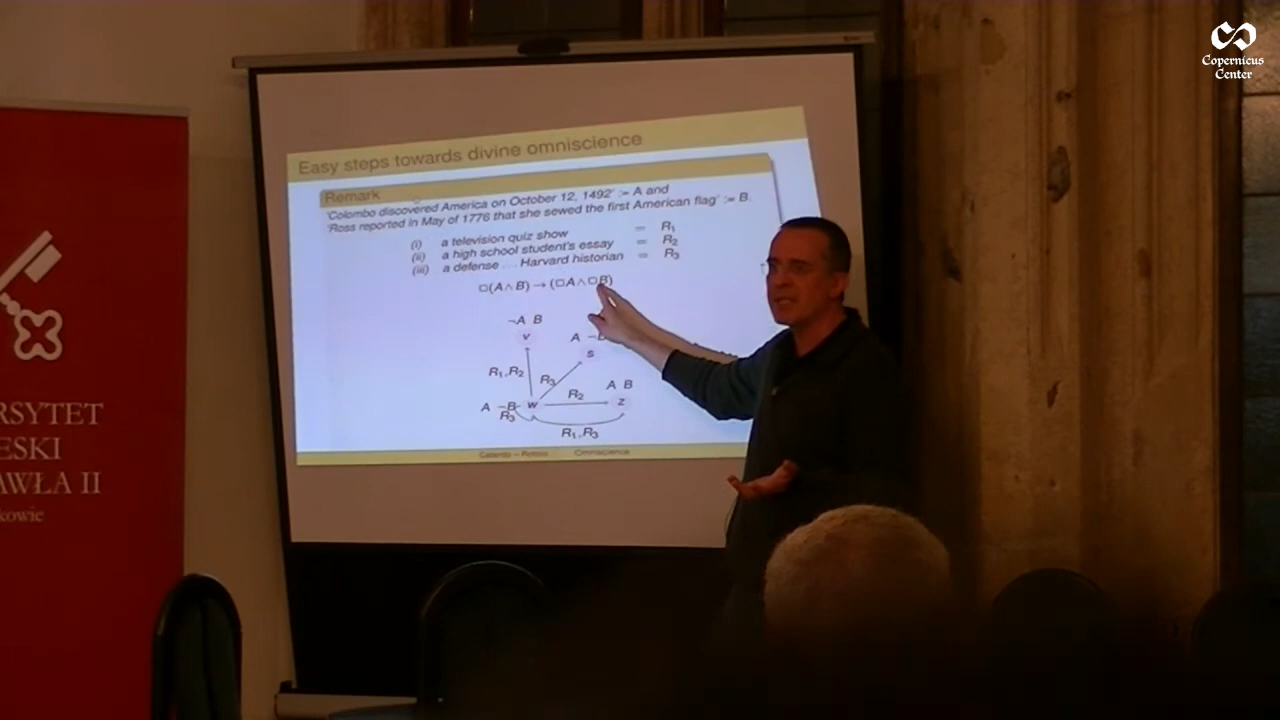 Copernicus
Center
Easy steps towards divine omniscience
Remark
'Colombo discovered America on October 12, 1492' := A and
'Ross reported in May of 1776 that she sewed the first American flag' := B.
(i) a television quiz show = R₁
(ii) a high school student's essay = R₂
(iii) a defense ... Harvard historian = R₃
□(A∧B) → (□A∧□B)
¬A B
v
A ¬B
s
R₁,R₂
R₃
A B
R₂
A ¬B w
z
R₃
R₁,R₃
Omniscience
RSYTET
ESKI
AWŁA II
kowie